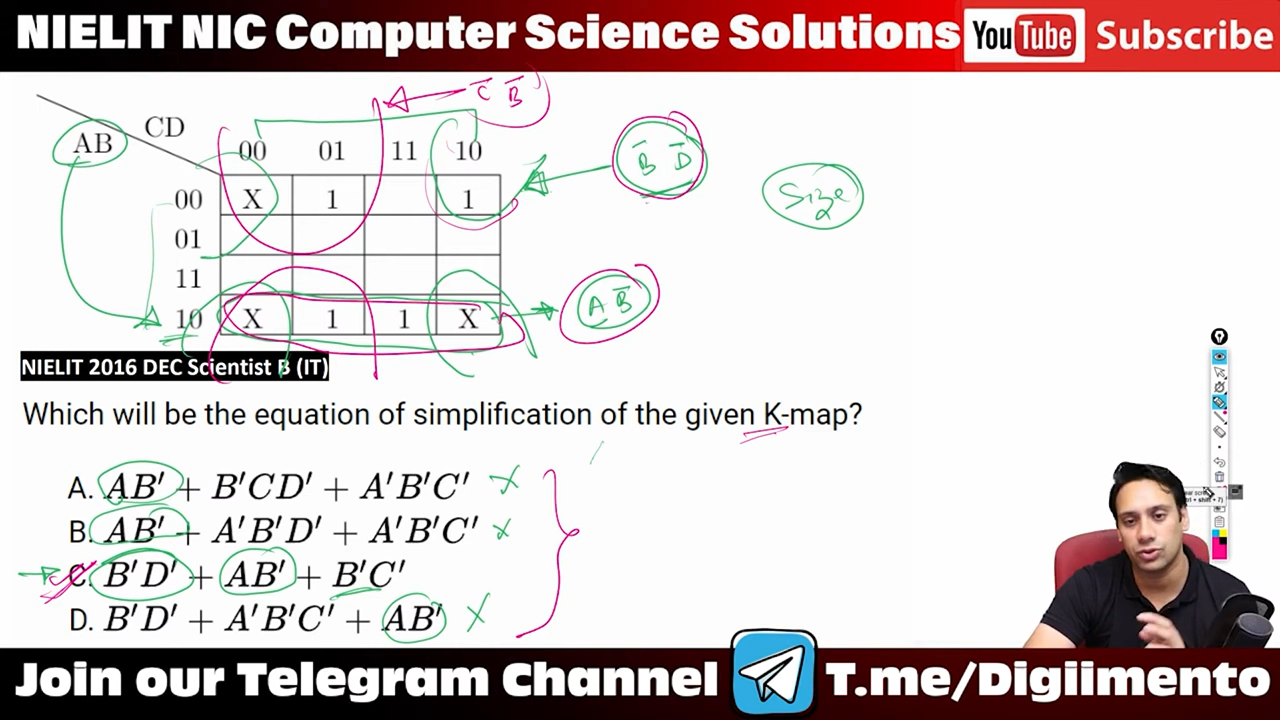 NIELIT NIC Computer Science Solutions YouTube Subscribe
C̅ B̅
AB CD
00 01 11 10
B̅ D̅
00 X 1 1
Size
01
11
10 X 1 1 X
A B̅
NIELIT 2016 DEC Scientist B (IT)
Which will be the equation of simplification of the given K-map?
A. AB' + B'CD' + A'B'C'
B. AB' + A'B'D' + A'B'C'
C. B'D' + AB' + B'C'
D. B'D' + A'B'C' + AB'
Join our Telegram Channel T.me/Digiimento